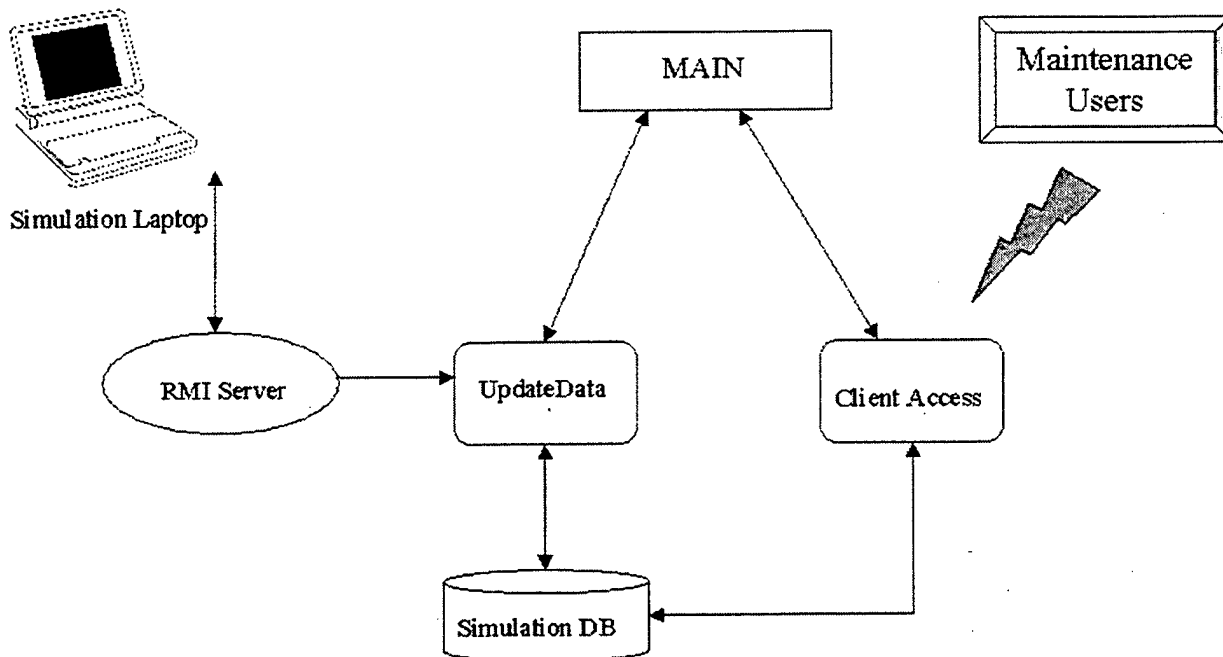 MAIN
Maintenance
Users
Simulation Laptop
RMI Server
UpdateData
Client Access
Simulation DB